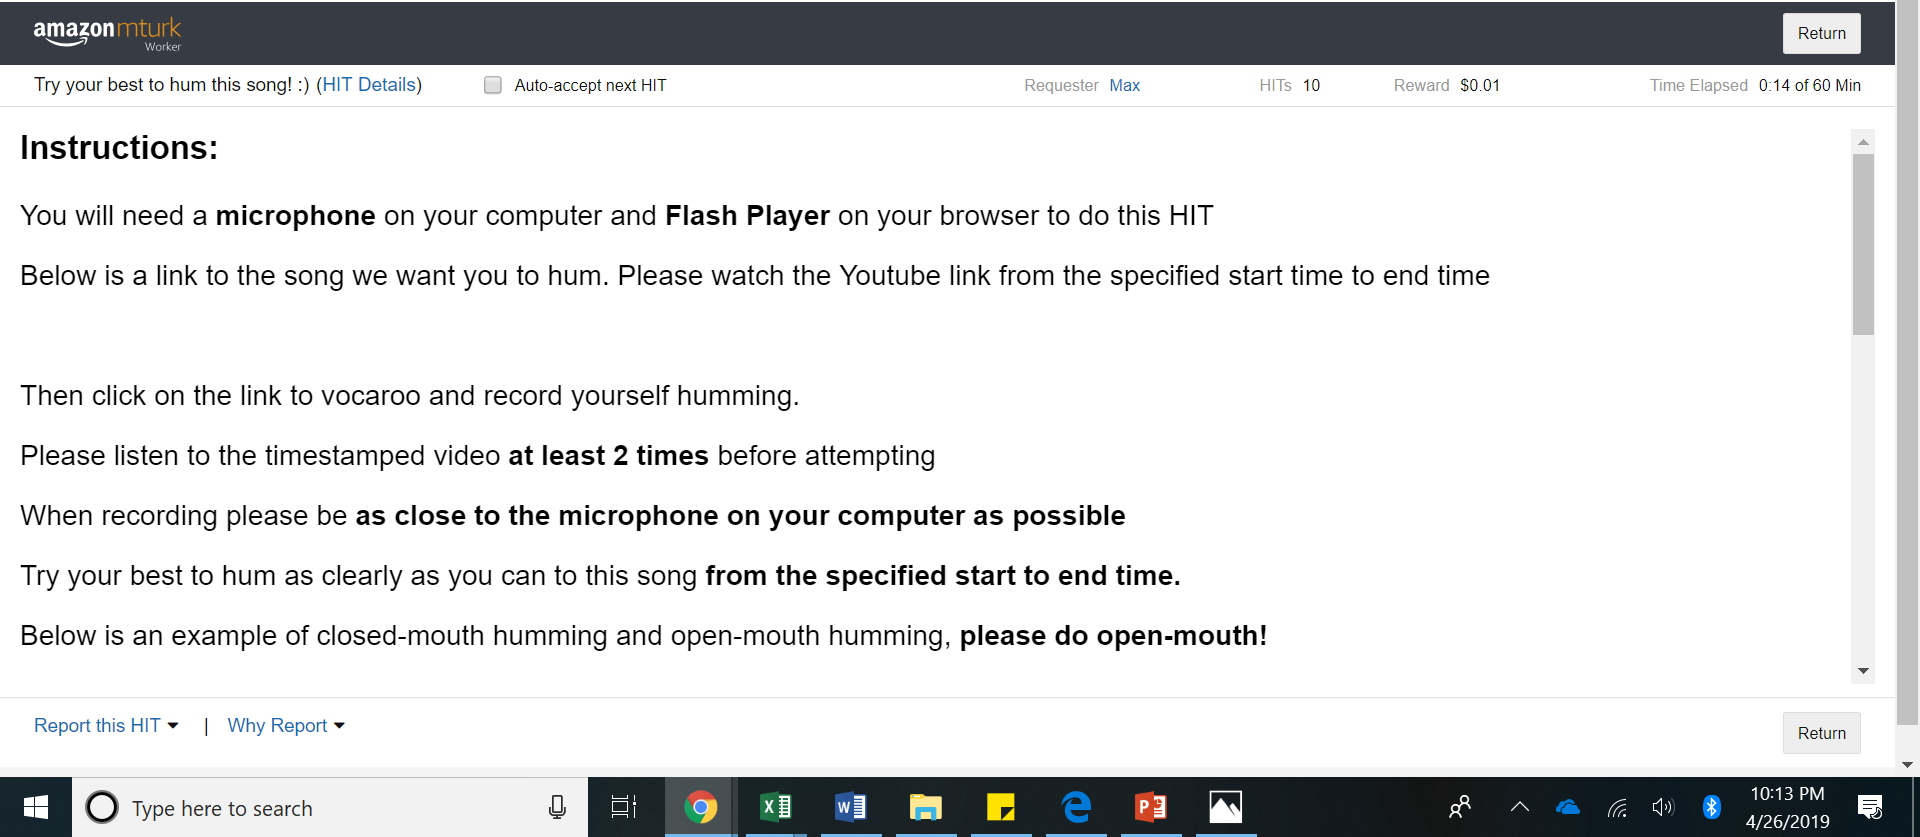 amazonmturk
Worker
Return
Try your best to hum this song! :) (HIT Details)
Auto-accept next HIT
Requester Max
HITs 10
Reward $0.01
Time Elapsed 0:14 of 60 Min
Instructions:
You will need a microphone on your computer and Flash Player on your browser to do this HIT
Below is a link to the song we want you to hum. Please watch the Youtube link from the specified start time to end time
Then click on the link to vocaroo and record yourself humming.
Please listen to the timestamped video at least 2 times before attempting
When recording please be as close to the microphone on your computer as possible
Try your best to hum as clearly as you can to this song from the specified start to end time.
Below is an example of closed-mouth humming and open-mouth humming, please do open-mouth!
Report this HIT | Why Report
Return
Type here to search
10:13 PM
4/26/2019